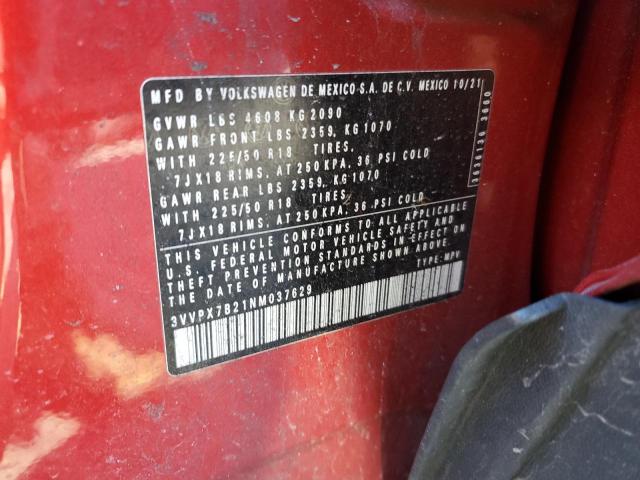 MFD BY VOLKSWAGEN DE MEXICO S.A. DE C.V. MEXICO 10/21
GVWR LBS 4608 KG 2090
GAWR FRONT LBS 2359, KG 1070
WITH 225/50 R18 TIRES,
7JX18 RIMS, AT 250 KPA, 36 PSI COLD
GAWR REAR LBS 2359, KG 1070
WITH 225/50 R18 TIRES,
7JX18 RIMS, AT 250 KPA, 36 PSI COLD
THIS VEHICLE CONFORMS TO ALL APPLICABLE
U.S. FEDERAL MOTOR VEHICLE SAFETY AND
THEFT PREVENTION STANDARDS IN EFFECT ON
DATE OF MANUFACTURE SHOWN ABOVE.
TYPE: MPV
3VVPX7B21NM037629
3636136 3660